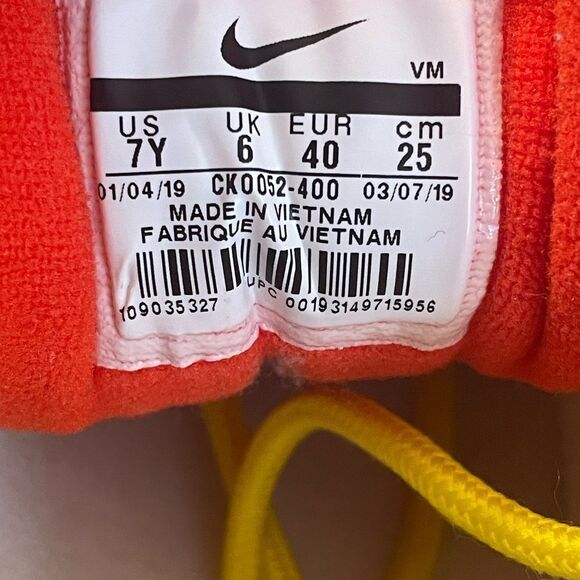 VM
US UK EUR cm
7Y 6 40 25
01/04/19 CK0052-400 03/07/19
MADE IN VIETNAM
FABRIQUE AU VIETNAM
109035327 UPC 00193149715956